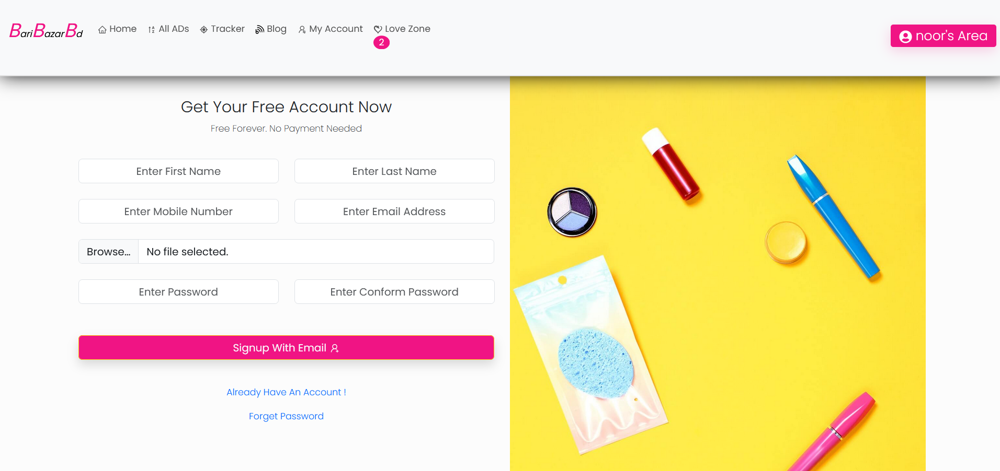 BariBazarBd Home All ADs Tracker Blog My Account Love Zone
2
noor's Area
Get Your Free Account Now
Free Forever. No Payment Needed
Enter First Name Enter Last Name
Enter Mobile Number Enter Email Address
Browse... No file selected.
Enter Password Enter Conform Password
Signup With Email
Already Have An Account !
Forget Password